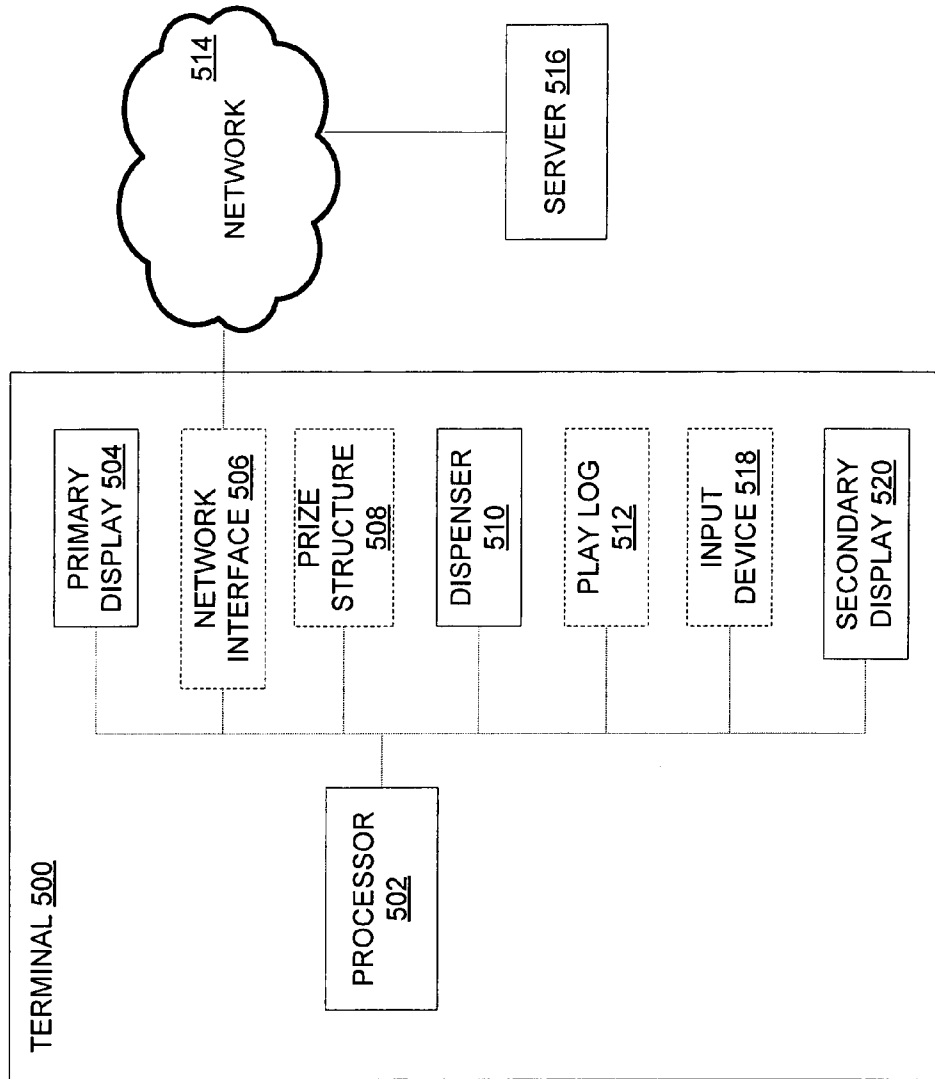 TERMINAL 500
PROCESSOR
502
PRIMARY
DISPLAY 504
NETWORK
INTERFACE 506
PRIZE
STRUCTURE
508
DISPENSER
510
PLAY LOG
512
INPUT
DEVICE 518
SECONDARY
DISPLAY 520
514
NETWORK
SERVER 516